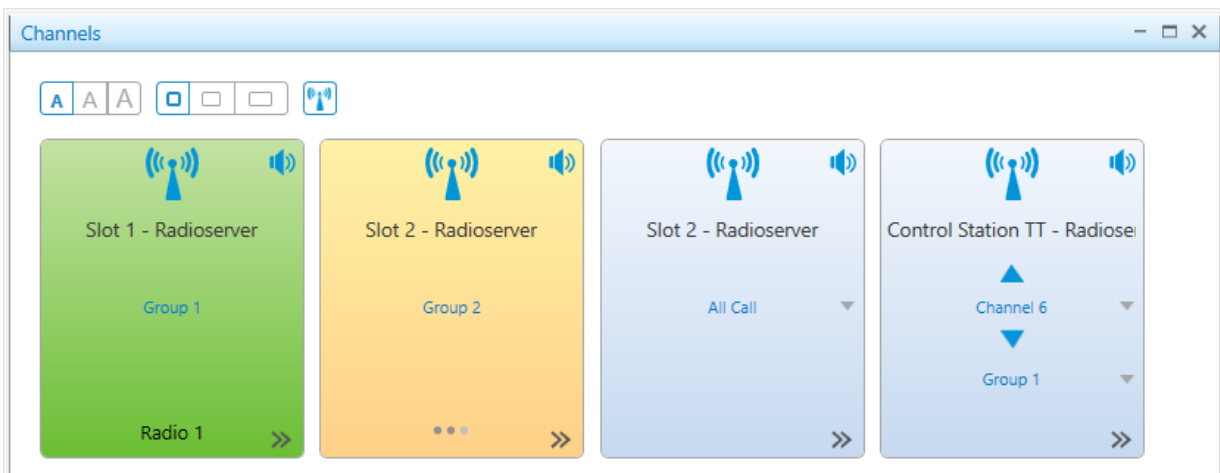 Channels
A A A
Slot 1 - Radioserver
Group 1
Radio 1
Slot 2 - Radioserver
Group 2
Slot 2 - Radioserver
All Call
Control Station TT - Radioser
Channel 6
Group 1